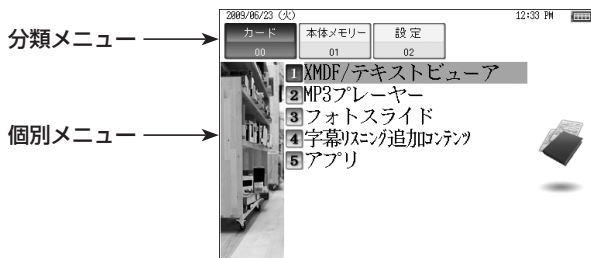 2009/06/23 (火) 12:33 PM
分類メニュー カード 本体メモリー 設定
00 01 02
1 XMDF/テキストビューア
2 MP3プレーヤー
3 フォトスライド
個別メニュー 4 字幕リスニング追加コンテンツ
5 アプリ